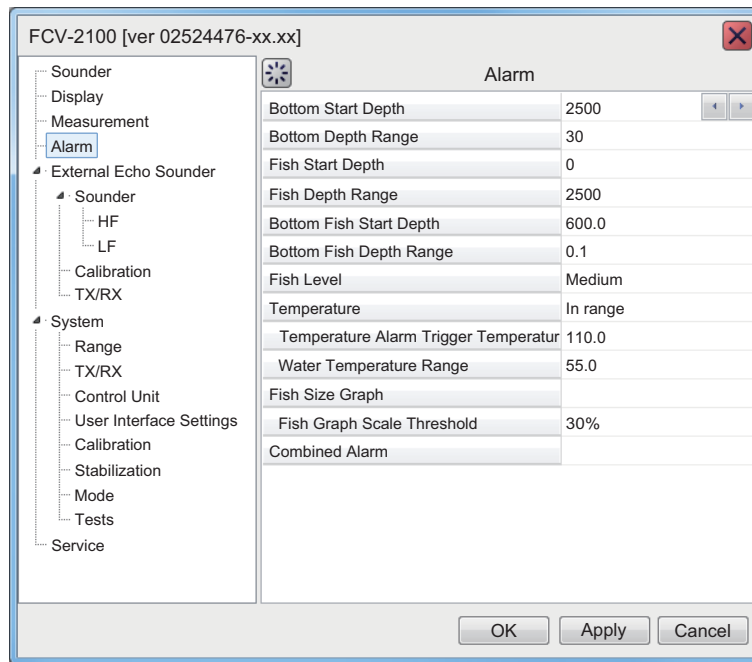 FCV-2100 [ver 02524476-xx.xx]
Sounder
Display
Measurement
Alarm
External Echo Sounder
Sounder
HF
LF
Calibration
TX/RX
System
Range
TX/RX
Control Unit
User Interface Settings
Calibration
Stabilization
Mode
Tests
Service
Alarm
Bottom Start Depth 2500
Bottom Depth Range 30
Fish Start Depth 0
Fish Depth Range 2500
Bottom Fish Start Depth 600.0
Bottom Fish Depth Range 0.1
Fish Level Medium
Temperature In range
Temperature Alarm Trigger Temperatur 110.0
Water Temperature Range 55.0
Fish Size Graph
Fish Graph Scale Threshold 30%
Combined Alarm
OK Apply Cancel